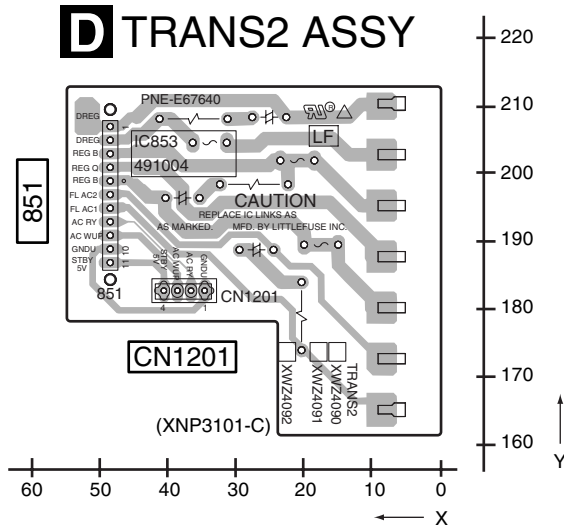 D TRANS2 ASSY
220
210
200
190
180
170
160
Y
PNE-E67640
DREG
1
DREG
REG B
REG Q
REG B
FL AC2
FL AC1
AC RY
AC WUP
GNDU
STBY
5V
10
11
851
851
IC853
491004
LF
CAUTION
REPLACE IC LINKS AS
AS MARKED. MFD. BY LITTLEFUSE INC.
STBY
5V
AC WUP
AC RY
GNDU
4
1
CN1201
CN1201
XWZ4092
XWZ4091
XWZ4090
TRANS2
(XNP3101-C)
60
50
40
30
20
10
0
X